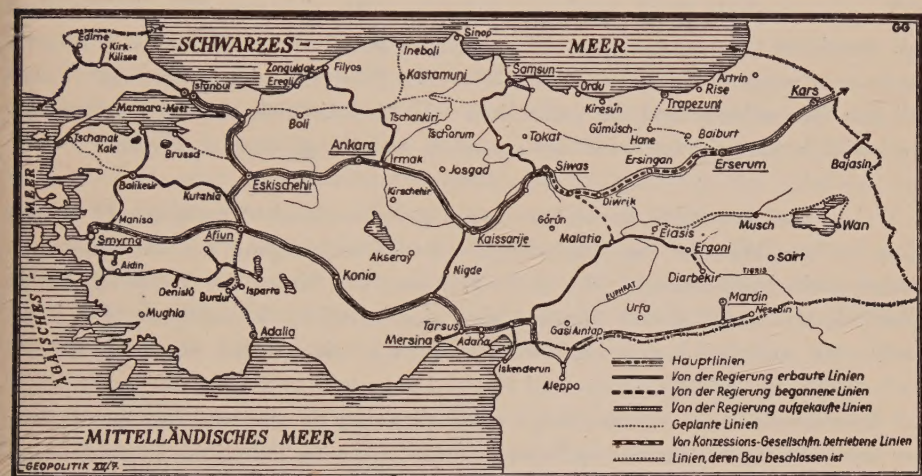 GG
SCHWARZES MEER
Sinop
Edirne
Kirk-
Kilisse
Zonguldak
Eregli
Filyos
Ineboli
Kastamuni
Samsun
Ordu
Kiresün
Trapezunt
Rise
Artvin
Kars
Istanbul
Marmara-Meer
Boli
Tschankiri
Tschorum
Tokat
Gümüsch-
Hane
Baiburt
Tschanak
Kale
Brussa
Ankara
Irmak
Josgad
Siwas
Ersingan
Erserum
Bajasin
Balikesir
Kutahia
Eskischehir
Kirschehir
Diwrik
MEER
Manisa
Smyrna
Afiun
Akseray
Kaissarije
Görün
Malatia
Elasis
Musch
Wan
Ergani
Aidin
Denislü
Burdur
Isparta
Konia
Nigde
Diarbekir
Sairt
TIGRIS
EUPHRAT
Mughla
Adalia
Tarsus
Mersina
Adana
GasiAintap
Urfa
Mardin
Nesebin
ÄGÄISCHES
Iskenderun
Aleppo
MITTELLÄNDISCHES MEER
Hauptlinien
Von der Regierung erbaute Linien
Von der Regierung begonnene Linien
Von der Regierung aufgekaufte Linien
Geplante Linien
Von Konzessions-Gesellschftn. betriebene Linien
Linien, deren Bau beschlossen ist
GEOPOLITIK XII/7.